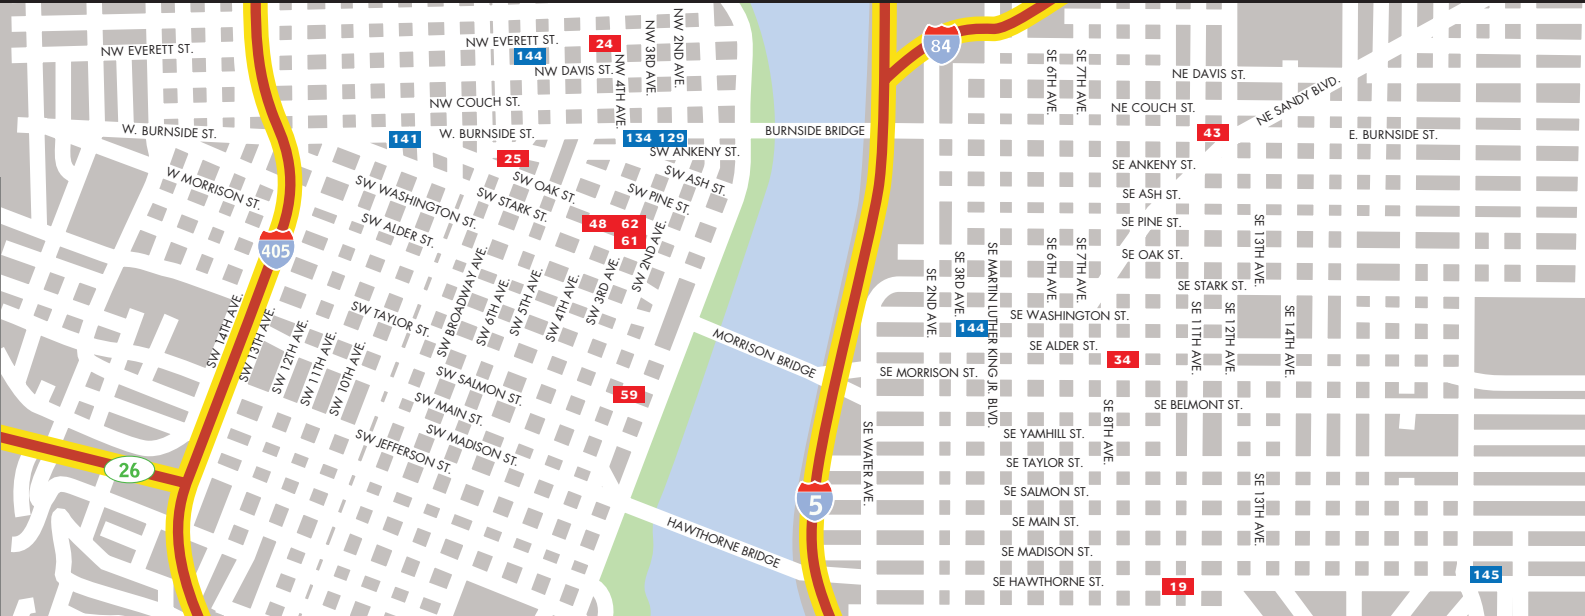 NW EVERETT ST.
NW EVERETT ST.
144
24
NW DAVIS ST.
NW 4TH AVE.
NW 3RD AVE.
NW 2ND AVE.
NW COUCH ST.
W. BURNSIDE ST.
141
W. BURNSIDE ST.
134 129
SW ANKENY ST.
BURNSIDE BRIDGE
25
W MORRISON ST.
SW WASHINGTON ST.
SW OAK ST.
SW STARK ST.
SW ASH ST.
SW PINE ST.
SW ALDER ST.
48 62
61
405
SW 14TH AVE.
SW 13TH AVE.
SW 12TH AVE.
SW 11TH AVE.
SW 10TH AVE.
SW TAYLOR ST.
SW BROADWAY AVE.
SW 6TH AVE.
SW 5TH AVE.
SW 4TH AVE.
SW 3RD AVE.
SW 2ND AVE.
SW SALMON ST.
SW MAIN ST.
SW MADISON ST.
SW JEFFERSON ST.
59
26
MORRISON BRIDGE
HAWTHORNE BRIDGE
5
84
SE 6TH AVE.
SE 7TH AVE.
NE DAVIS ST.
NE COUCH ST.
NE SANDY BLVD.
43
E. BURNSIDE ST.
SE ANKENY ST.
SE ASH ST.
SE PINE ST.
SE OAK ST.
SE STARK ST.
SE 13TH AVE.
SE 2ND AVE.
SE 3RD AVE.
SE MARTIN LUTHER KING JR. BLVD.
SE 6TH AVE.
SE 7TH AVE.
144
SE WASHINGTON ST.
SE ALDER ST.
34
SE 11TH AVE.
SE 12TH AVE.
SE 14TH AVE.
SE MORRISON ST.
SE BELMONT ST.
SE 8TH AVE.
SE WATER AVE.
SE YAMHILL ST.
SE TAYLOR ST.
SE SALMON ST.
SE MAIN ST.
SE MADISON ST.
SE HAWTHORNE ST.
SE 13TH AVE.
19
145